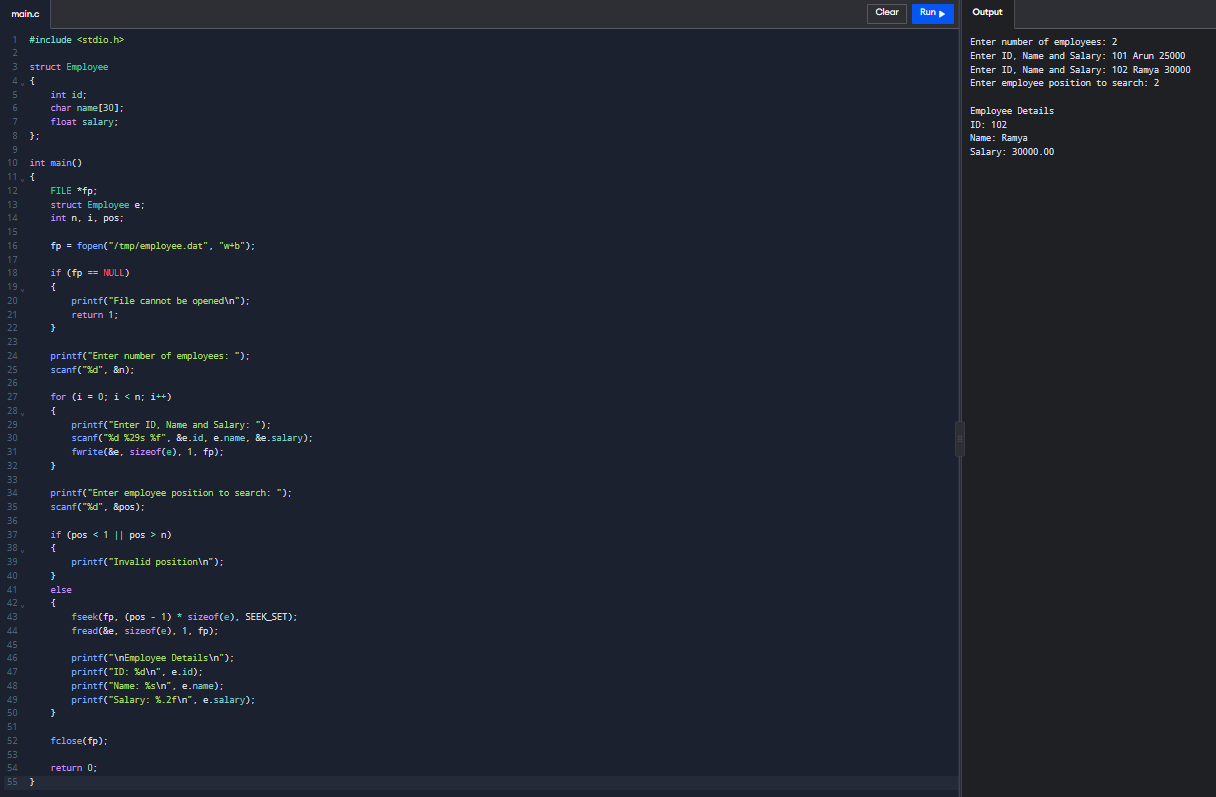 main.c
Clear
Run
Output
1 #include <stdio.h>
2
3 struct Employee
4 {
5     int id;
6     char name[30];
7     float salary;
8 };
9
10 int main()
11 {
12     FILE *fp;
13     struct Employee e;
14     int n, i, pos;
15
16     fp = fopen("/tmp/employee.dat", "w+b");
17
18     if (fp == NULL)
19     {
20         printf("File cannot be opened\n");
21         return 1;
22     }
23
24     printf("Enter number of employees: ");
25     scanf("%d", &n);
26
27     for (i = 0; i < n; i++)
28     {
29         printf("Enter ID, Name and Salary: ");
30         scanf("%d %29s %f", &e.id, e.name, &e.salary);
31         fwrite(&e, sizeof(e), 1, fp);
32     }
33
34     printf("Enter employee position to search: ");
35     scanf("%d", &pos);
36
37     if (pos < 1 || pos > n)
38     {
39         printf("Invalid position\n");
40     }
41     else
42     {
43         fseek(fp, (pos - 1) * sizeof(e), SEEK_SET);
44         fread(&e, sizeof(e), 1, fp);
45
46         printf("\nEmployee Details\n");
47         printf("ID: %d\n", e.id);
48         printf("Name: %s\n", e.name);
49         printf("Salary: %.2f\n", e.salary);
50     }
51
52     fclose(fp);
53
54     return 0;
55 }
Enter number of employees: 2
Enter ID, Name and Salary: 101 Arun 25000
Enter ID, Name and Salary: 102 Ramya 30000
Enter employee position to search: 2

Employee Details
ID: 102
Name: Ramya
Salary: 30000.00